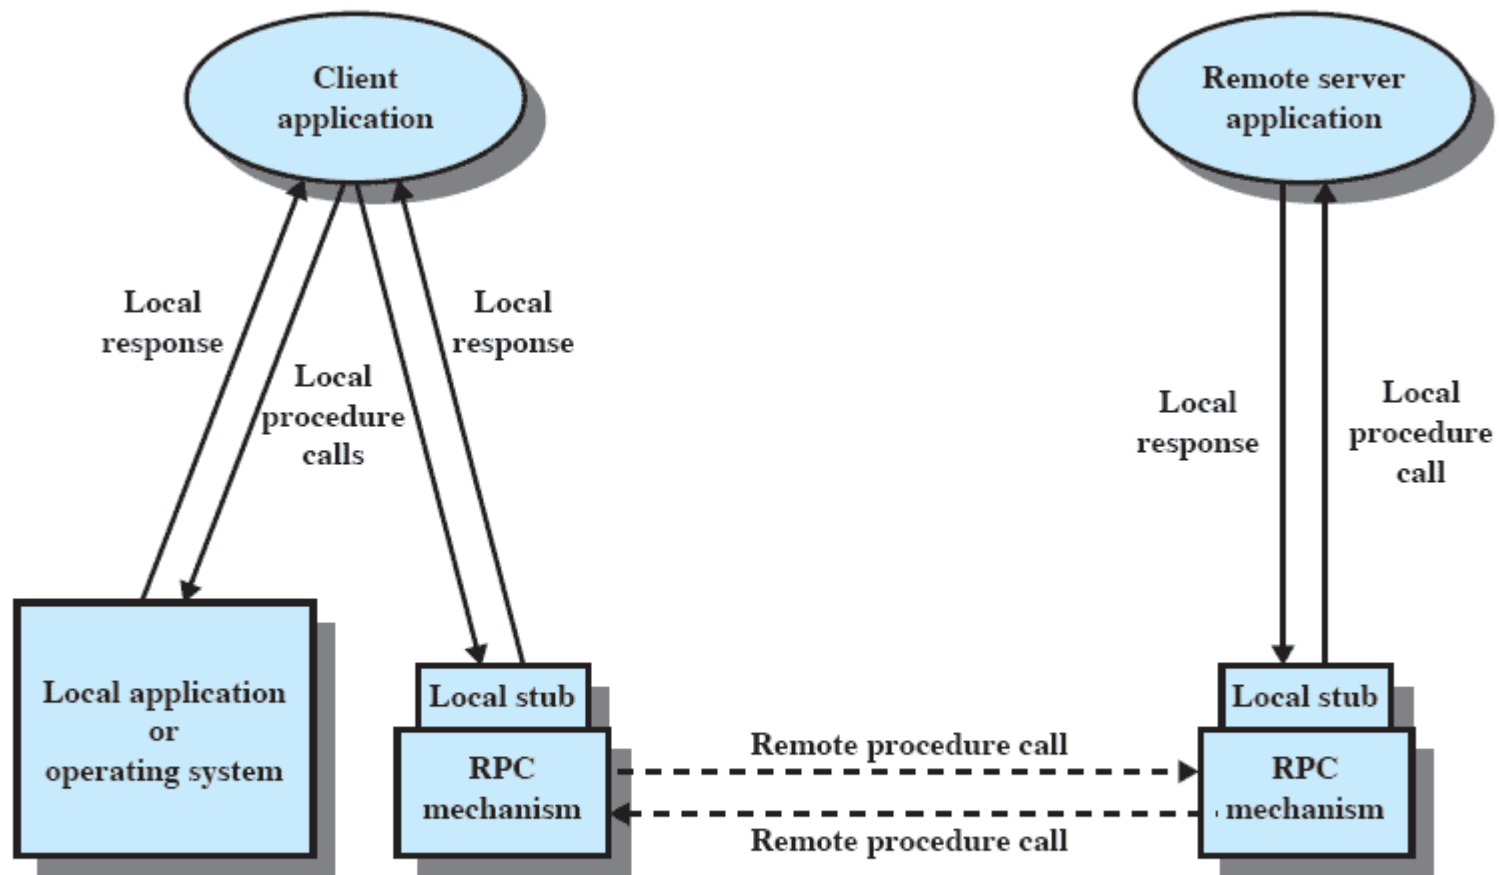 Client
application
Remote server
application
Local
response
Local
procedure
calls
Local
response
Local
response
Local
procedure
call
Local application
or
operating system
Local stub
RPC
mechanism
Remote procedure call
Remote procedure call
Local stub
RPC
mechanism